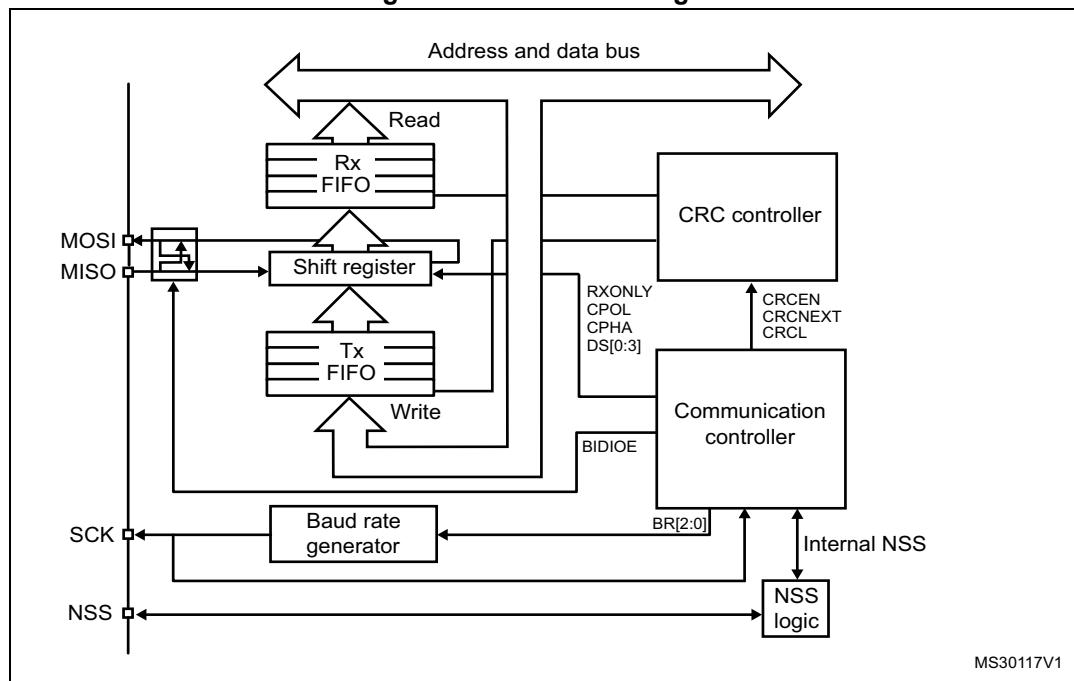 Address and data bus
Read
Rx
FIFO
CRC controller
MOSI
MISO
Shift register
RXONLY
CPOL
CPHA
DS[0:3]
CRCEN
CRCNEXT
CRCL
Tx
FIFO
Write
Communication
controller
BIDIOE
BR[2:0]
SCK
Baud rate
generator
Internal NSS
NSS
NSS
logic
MS30117V1